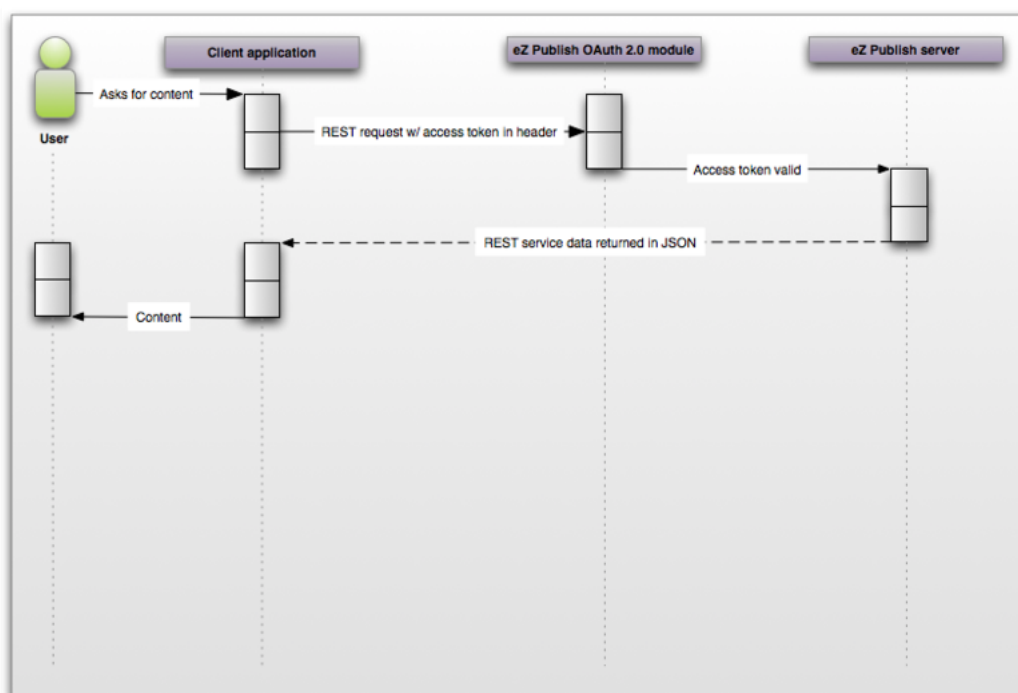 Client application
eZ Publish OAuth 2.0 module
eZ Publish server
Asks for content
User
REST request w/ access token in header
Access token valid
REST service data returned in JSON
Content